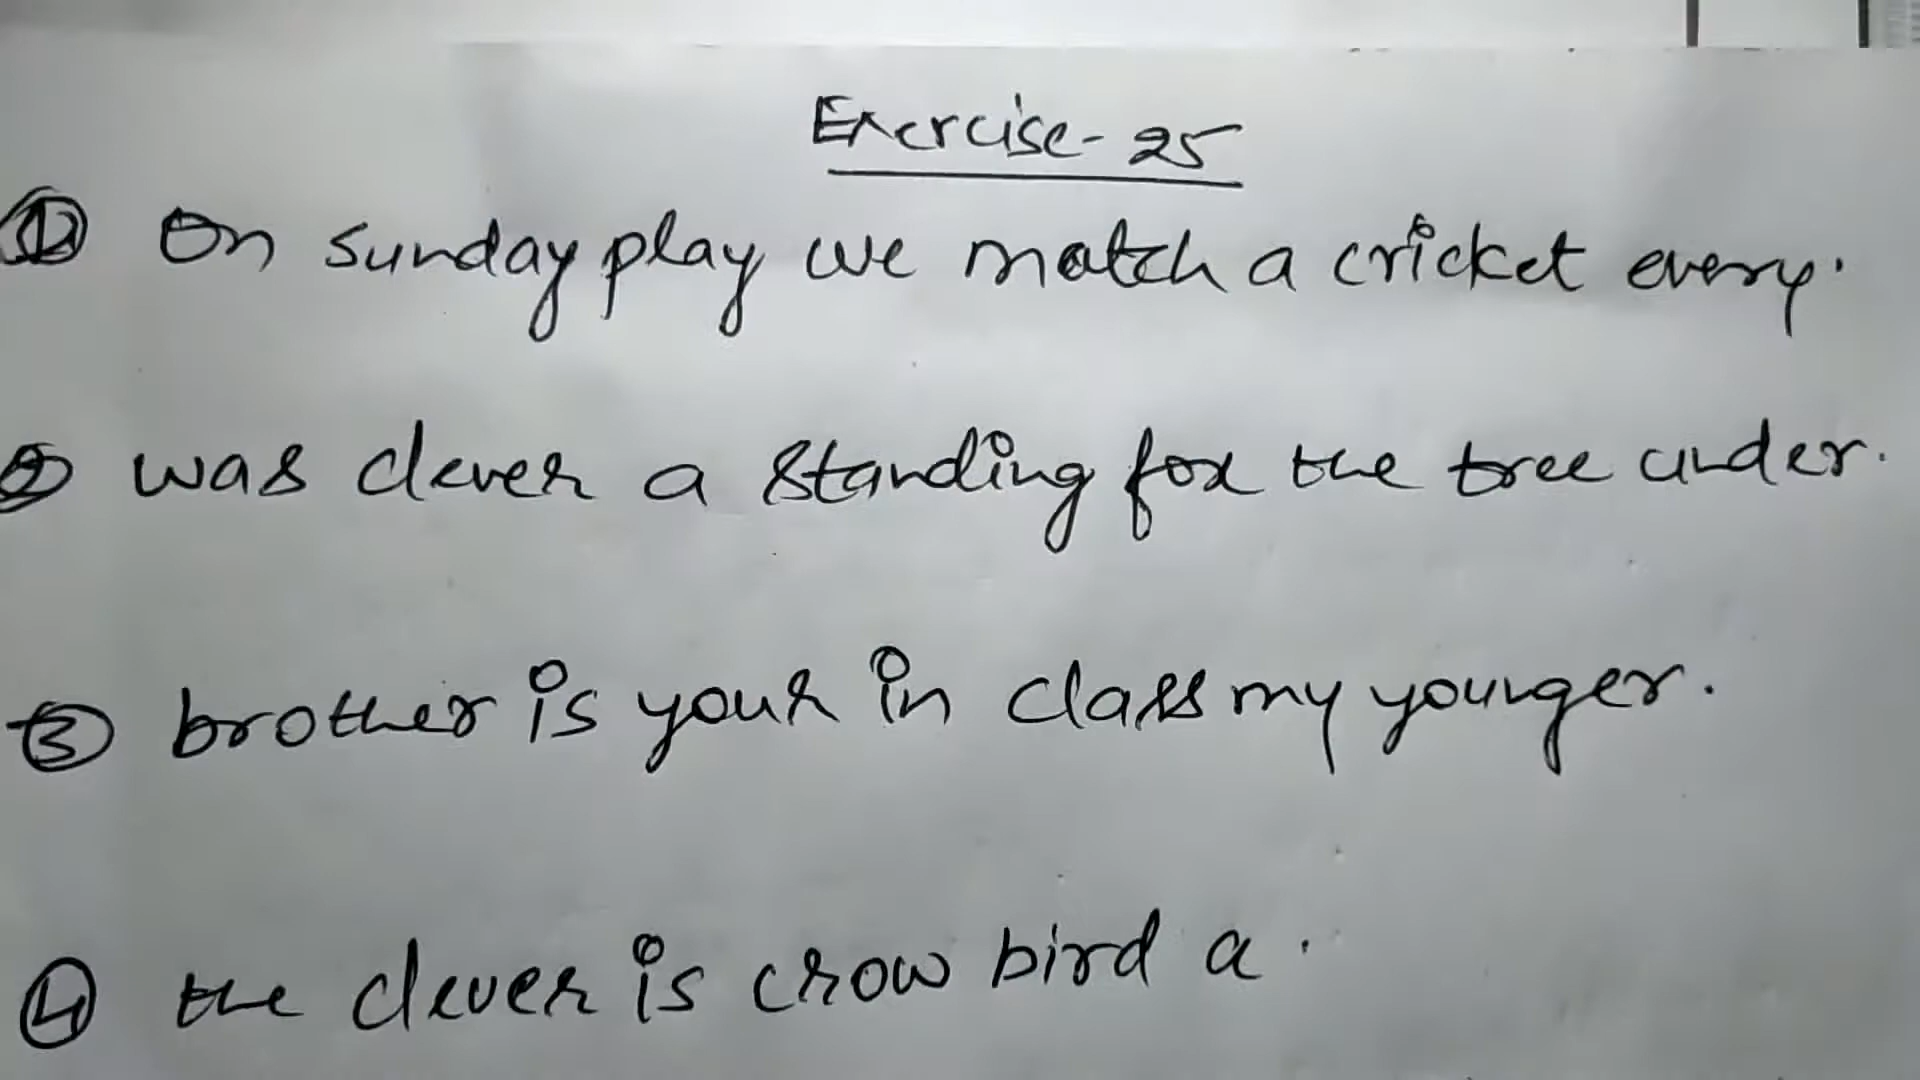 Exercise-25
① On sunday play we match a cricket every.
② was clever a standing fox the tree under.
③ brother is your in class my younger.
④ the clever is crow bird a.